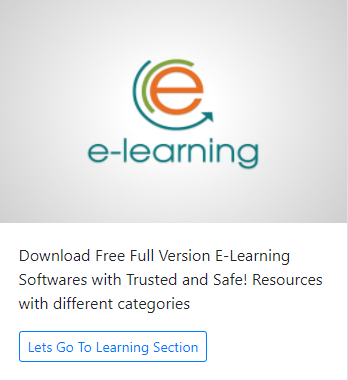 e
e-learning
Download Free Full Version E-Learning
Softwares with Trusted and Safe! Resources
with different categories
Lets Go To Learning Section